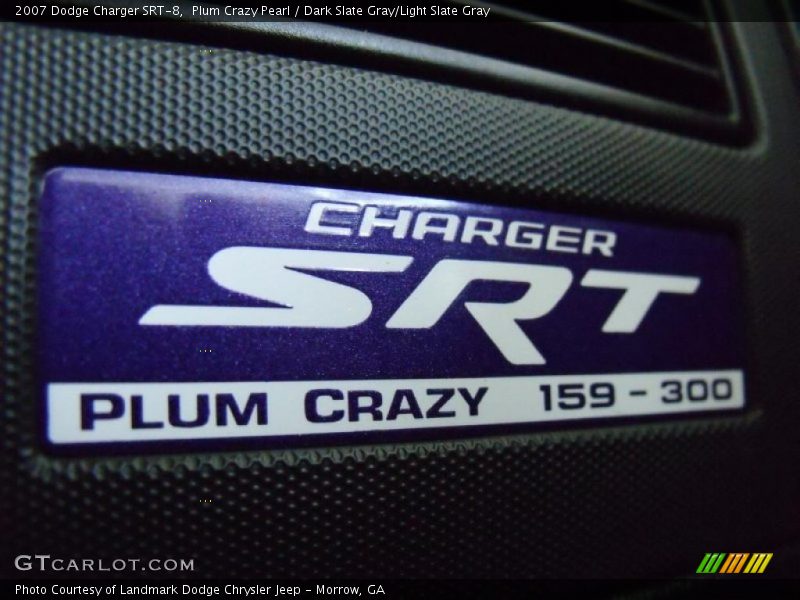 2007 Dodge Charger SRT-8, Plum Crazy Pearl / Dark Slate Gray/Light Slate Gray
CHARGER
SRT
PLUM CRAZY 159 - 300
GTCARLOT.COM
Photo Courtesy of Landmark Dodge Chrysler Jeep - Morrow, GA